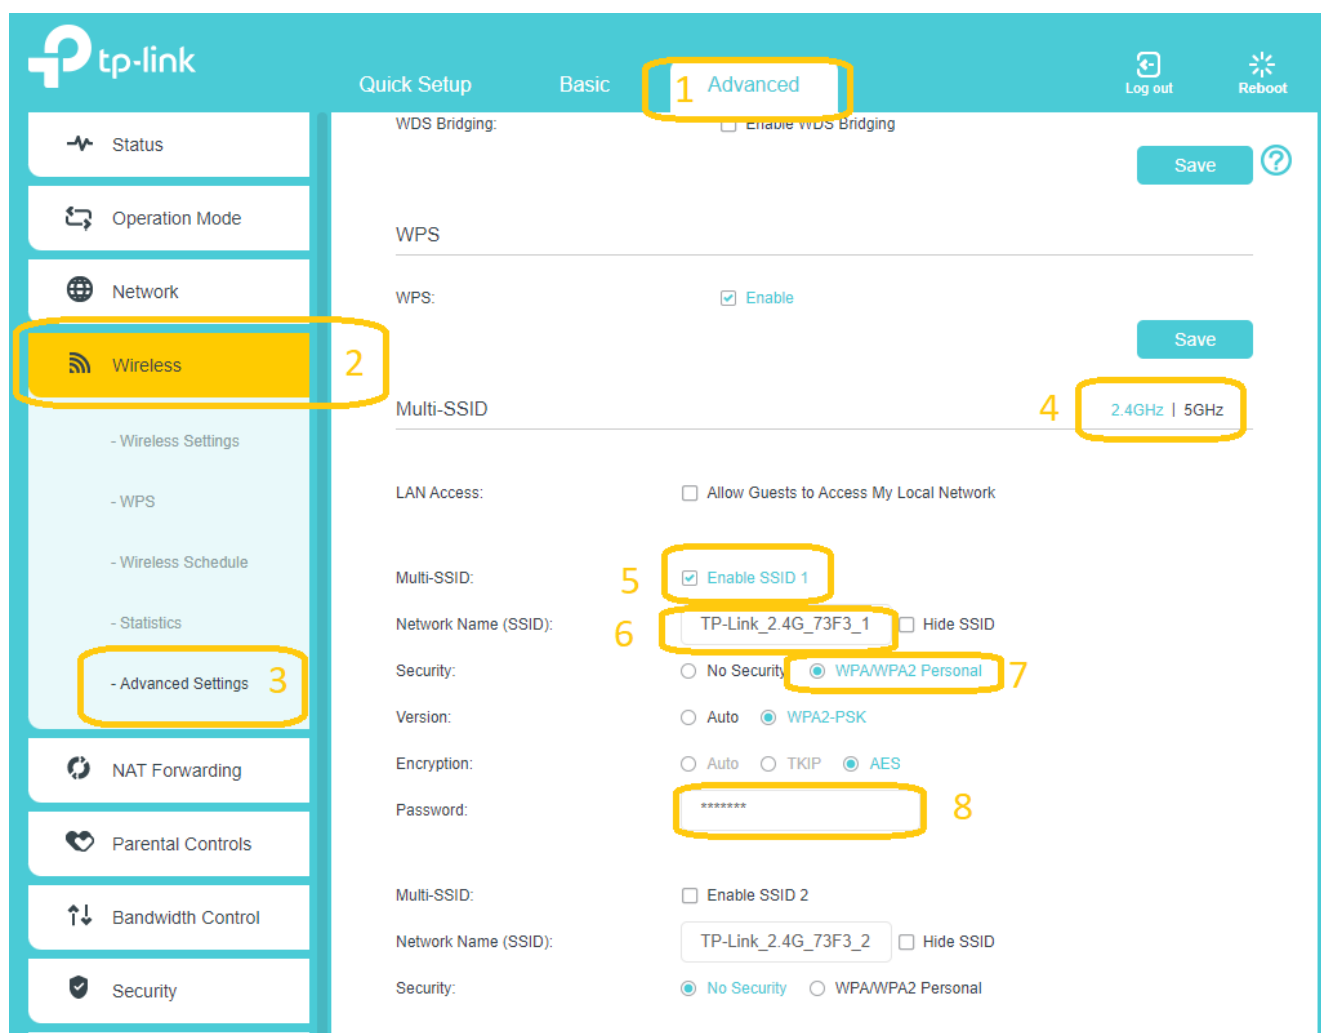 tp-link
Quick Setup
Basic
1 Advanced
Log out
Reboot
Status
Operation Mode
Network
Wireless 2
- Wireless Settings
- WPS
- Wireless Schedule
- Statistics
- Advanced Settings 3
NAT Forwarding
Parental Controls
Bandwidth Control
Security
WDS Bridging: Enable WDS Bridging
Save ?
WPS
WPS: Enable
Save
Multi-SSID 4 2.4GHz | 5GHz
LAN Access: Allow Guests to Access My Local Network
Multi-SSID: 5 Enable SSID 1
Network Name (SSID): 6 TP-Link_2.4G_73F3_1 Hide SSID
Security: No Security WPA/WPA2 Personal 7
Version: Auto WPA2-PSK
Encryption: Auto TKIP AES
Password: ******* 8
Multi-SSID: Enable SSID 2
Network Name (SSID): TP-Link_2.4G_73F3_2 Hide SSID
Security: No Security WPA/WPA2 Personal